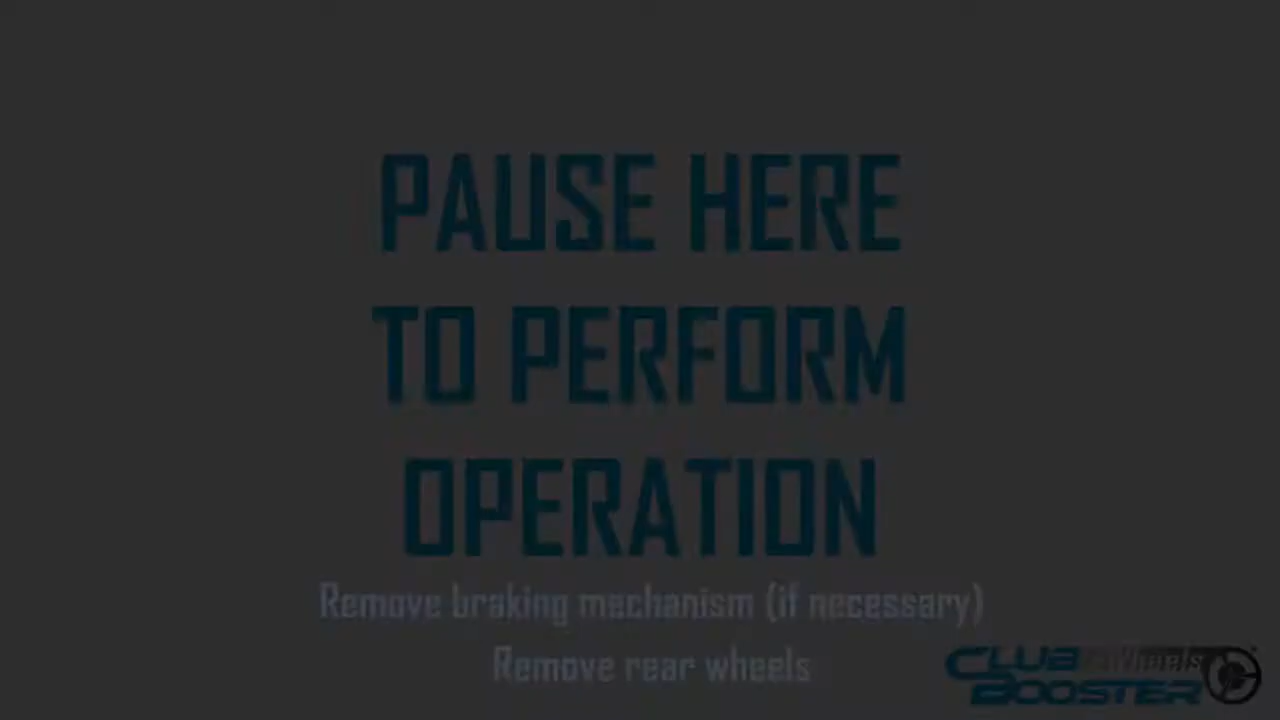 PAUSE HERE
TO PERFORM
OPERATION
Remove braking mechanism (if necessary)
Remove rear wheels
CLUB
BOOSTER